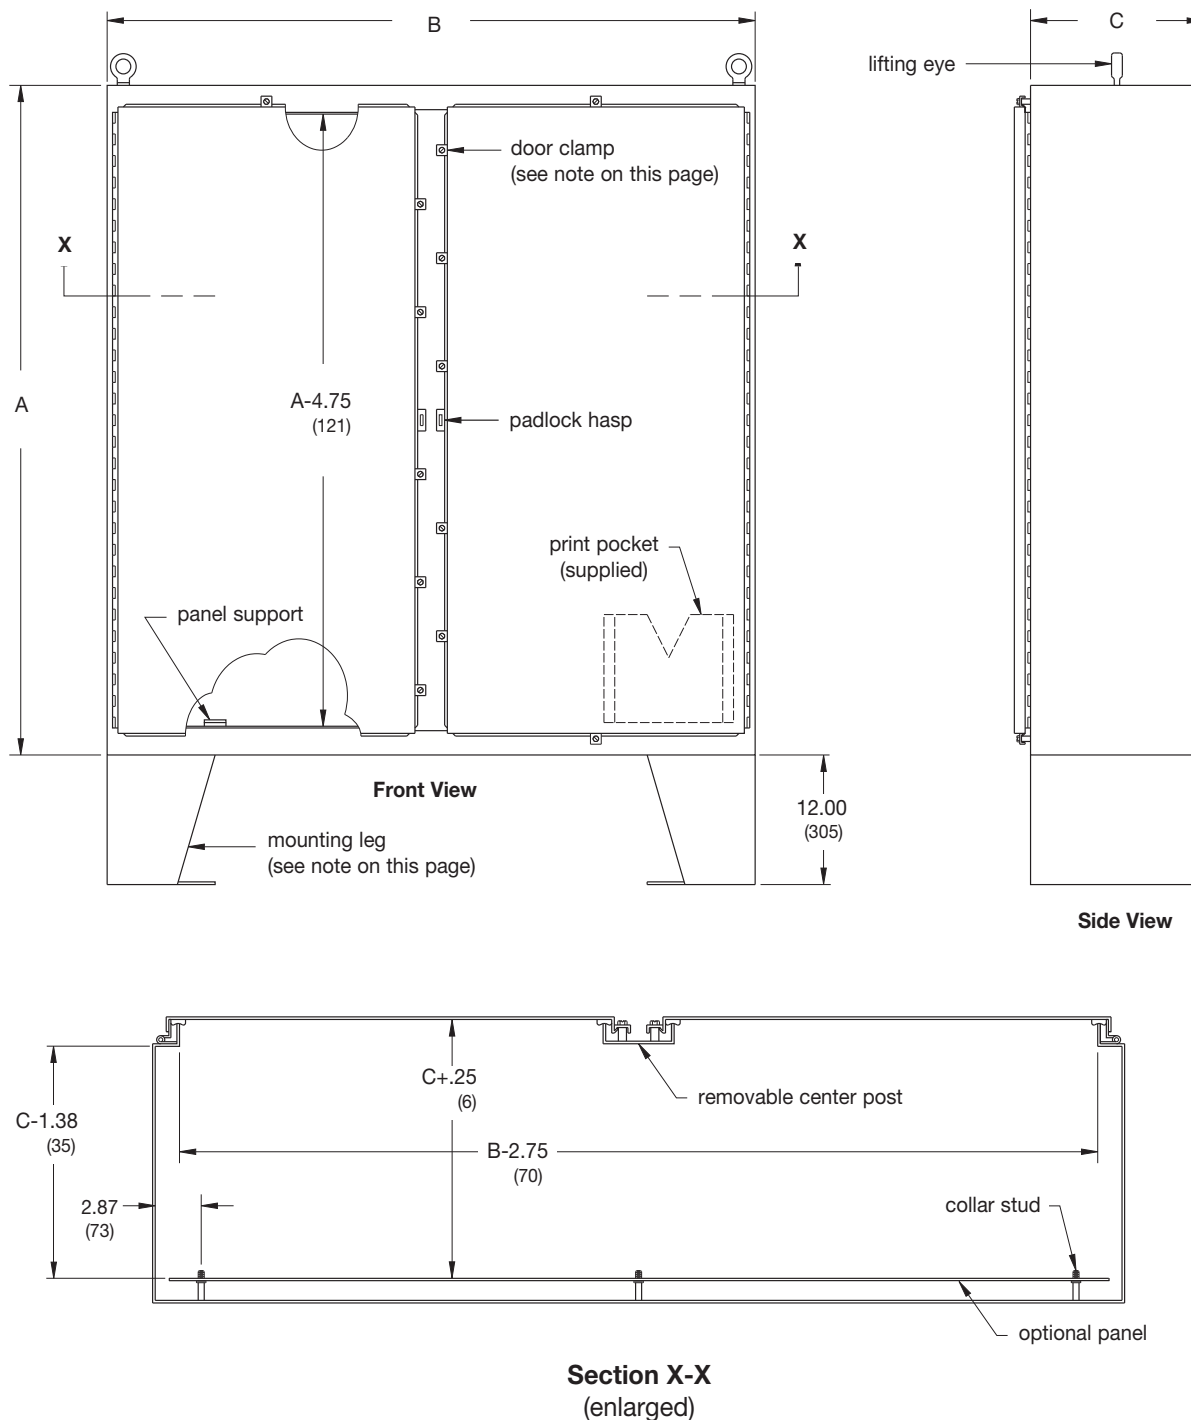 B
C
lifting eye
door clamp
(see note on this page)
X
X
A
A-4.75
(121)
padlock hasp
print pocket
(supplied)
panel support
Front View
12.00
(305)
mounting leg
(see note on this page)
Side View
C+.25
(6)
removable center post
C-1.38
(35)
B-2.75
(70)
2.87
(73)
collar stud
optional panel
Section X-X
(enlarged)